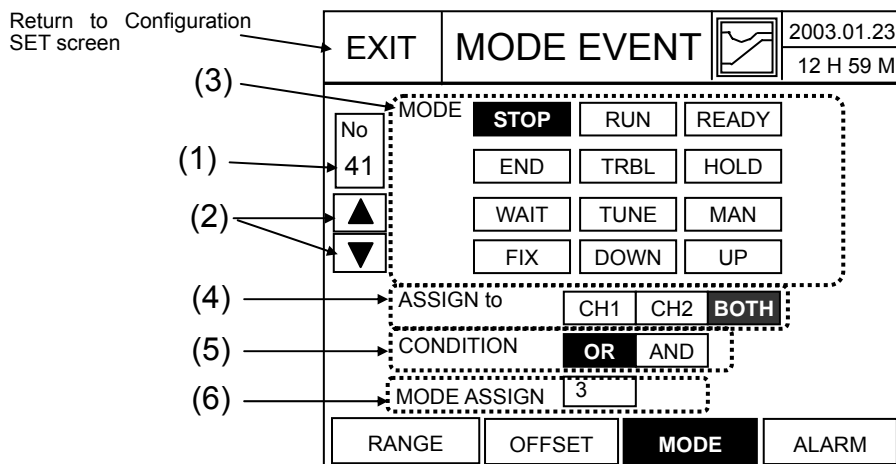 Return to Configuration
SET screen
EXIT
MODE EVENT
2003.01.23
12 H 59 M
(3)
MODE
STOP
RUN
READY
No
(1)
41
END
TRBL
HOLD
(2)
▲
WAIT
TUNE
MAN
▼
FIX
DOWN
UP
(4)
ASSIGN to
CH1
CH2
BOTH
(5)
CONDITION
OR
AND
(6)
MODE ASSIGN
3
RANGE
OFFSET
MODE
ALARM